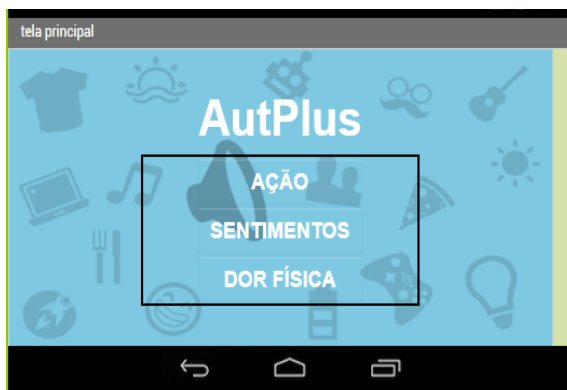 tela principal
AutPlus
AÇÃO
SENTIMENTOS
DOR FÍSICA